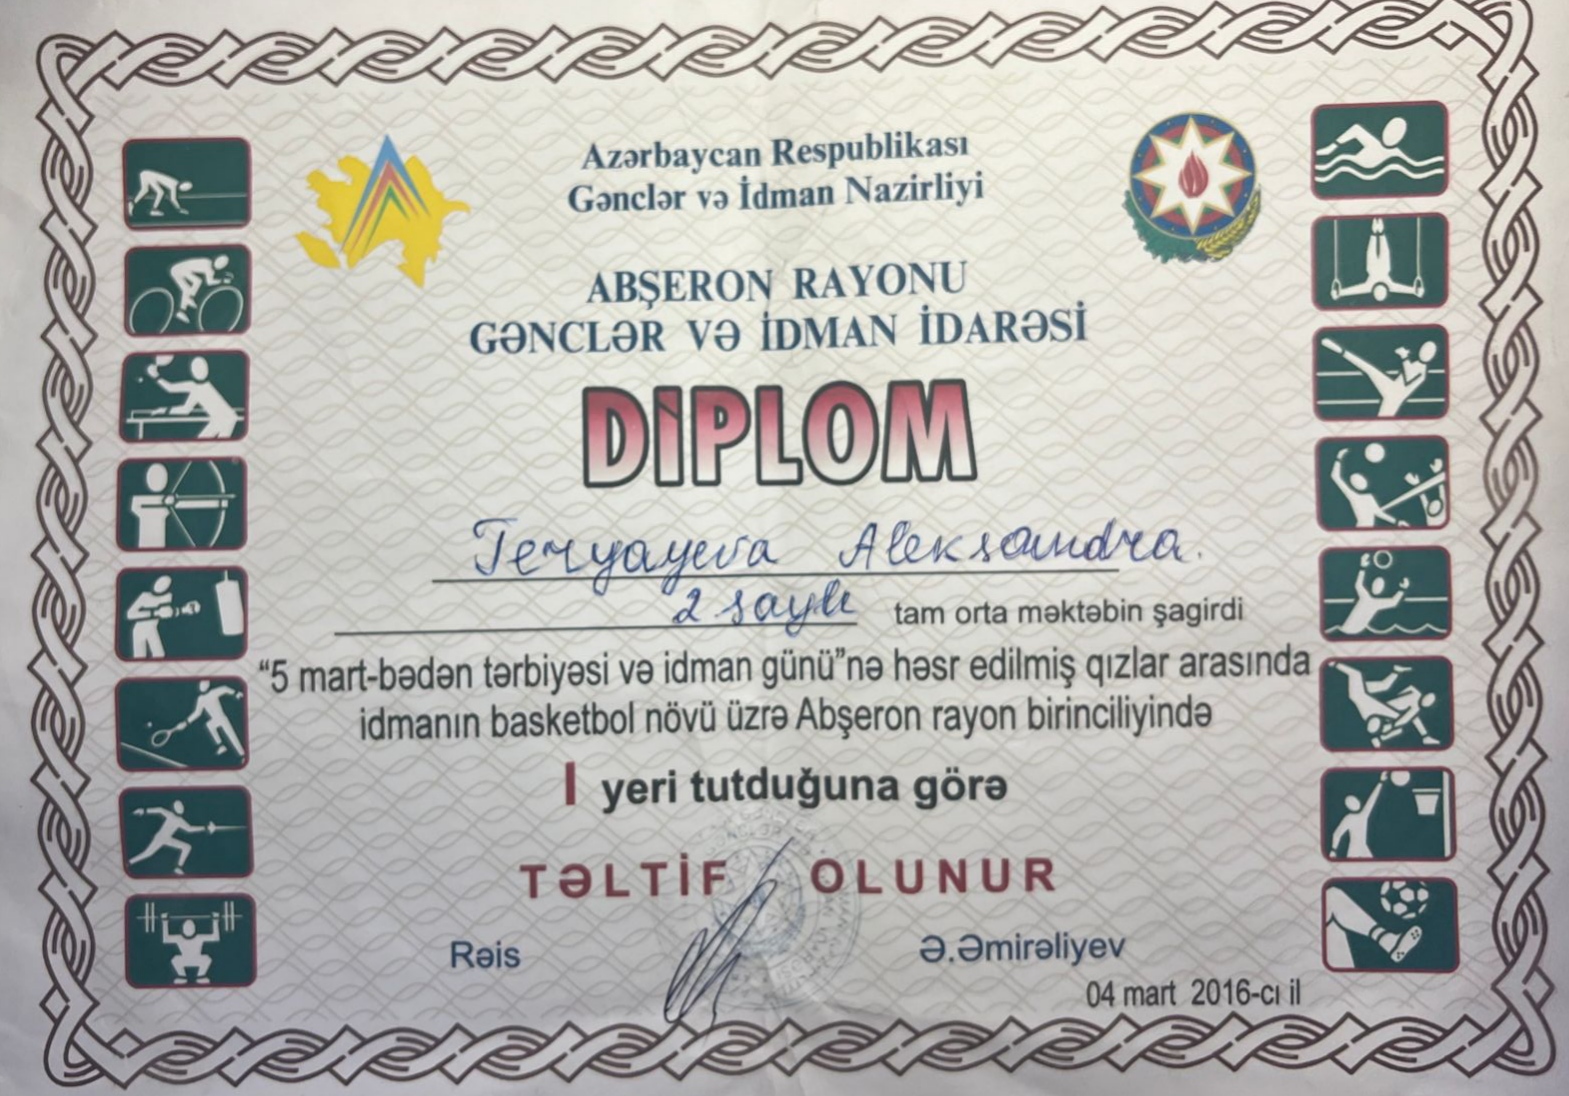 Azərbaycan Respublikası
Gənclər və İdman Nazirliyi
ABŞERON RAYONU
GƏNCLƏR VƏ İDMAN İDARƏSİ
DİPLOM
Teryayeva Aleksandra.
2 saylı tam orta məktəbin şagirdi
“5 mart-bədən tərbiyəsi və idman günü”nə həsr edilmiş qızlar arasında
idmanın basketbol növü üzrə Abşeron rayon birinciliyində
I yeri tutduğuna görə
TƏLTİF OLUNUR
Rəis Ə.Əmirəliyev
04 mart 2016-cı il